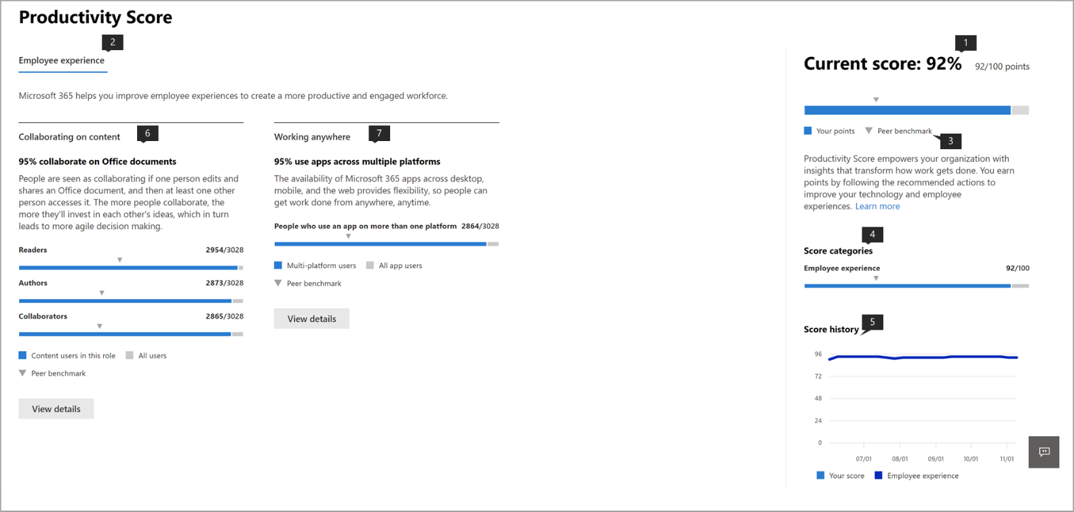 Productivity Score
2
Employee experience
Microsoft 365 helps you improve employee experiences to create a more productive and engaged workforce.
Collaborating on content
6
95% collaborate on Office documents
People are seen as collaborating if one person edits and
shares an Office document, and then at least one other
person accesses it. The more people collaborate, the
more they'll invest in each other's ideas, which in turn
leads to more agile decision making.
Readers 2954/3028
Authors 2873/3028
Collaborators 2865/3028
Content users in this role All users
Peer benchmark
View details
Working anywhere
7
95% use apps across multiple platforms
The availability of Microsoft 365 apps across desktop,
mobile, and the web provides flexibility, so people can
get work done from anywhere, anytime.
People who use an app on more than one platform 2864/3028
Multi-platform users All app users
Peer benchmark
View details
1
Current score: 92% 92/100 points
Your points Peer benchmark
3
Productivity Score empowers your organization with
insights that transform how work gets done. You earn
points by following the recommended actions to
improve your technology and employee
experiences. Learn more
4
Score categories
Employee experience 92/100
5
Score history
96
72
48
24
0
07/01 08/01 09/01 10/01 11/01
Your score Employee experience